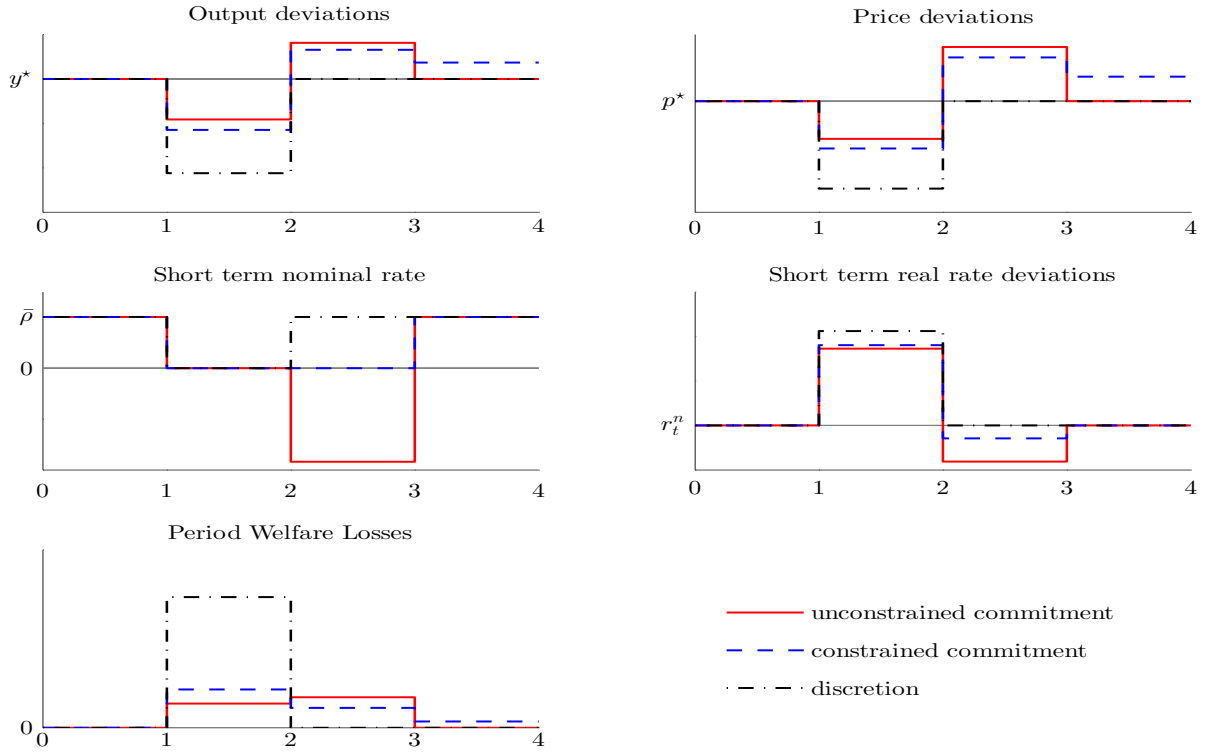 Output deviations
y*
0 1 2 3 4
Price deviations
p*
0 1 2 3 4
Short term nominal rate
ρ̄
0
0 1 2 3 4
Short term real rate deviations
r_t^n
0 1 2 3 4
Period Welfare Losses
0
0 1 2 3 4
unconstrained commitment
constrained commitment
discretion